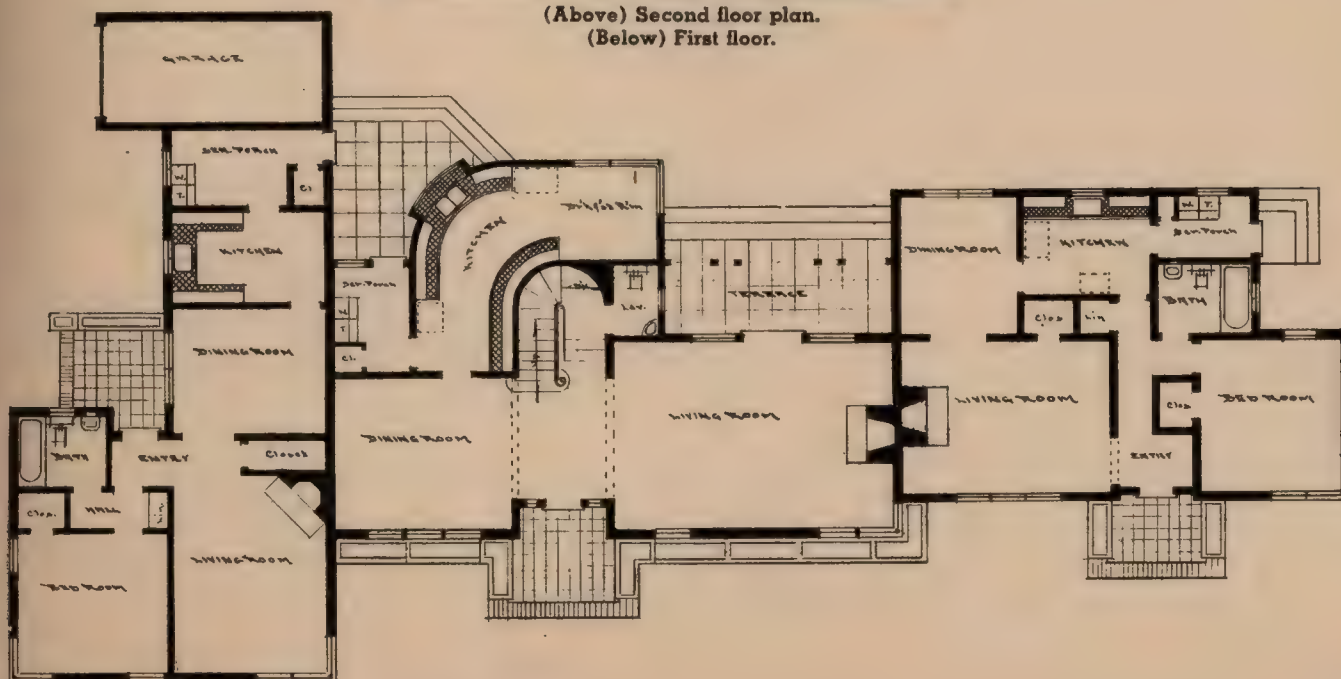 (Above) Second floor plan.
(Below) First floor.
GARAGE
SER. PORCH
W.
T.
Cl.
KITCHEN
DINING ROOM
BATH
ENTRY
Closet
Clos.
HALL
Lin
LIVING ROOM
BED ROOM
KITCHEN
Ser. Porch
W.
T.
Cl.
DINING ROOM
Lav.
TERRACE
LIVING ROOM
DINING ROOM
KITCHEN
W.
T.
Ser. Porch
Clos
Lin
BATH
LIVING ROOM
Clos
BED ROOM
ENTRY